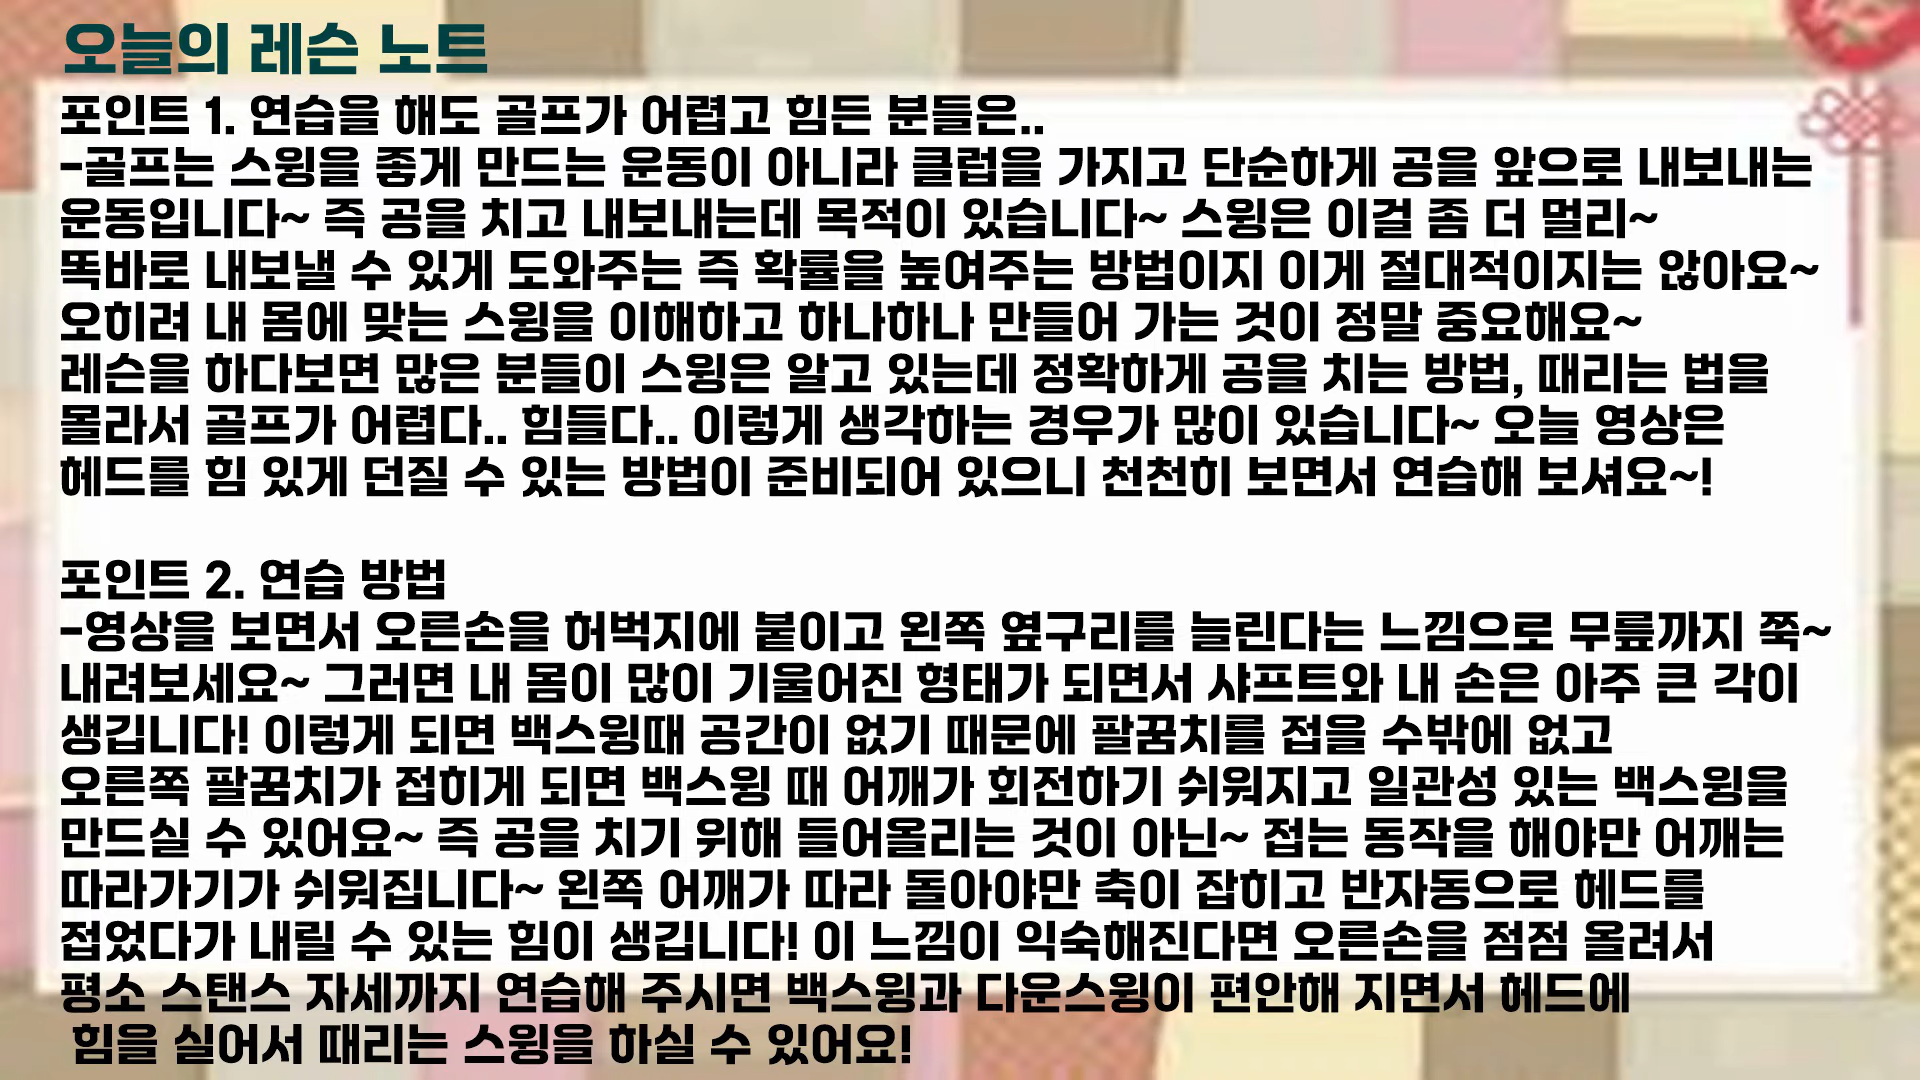 오늘의 레슨 노트
포인트 1. 연습을 해도 골프가 어렵고 힘든 분들은..
-골프는 스윙을 좋게 만드는 운동이 아니라 클럽을 가지고 단순하게 공을 앞으로 내보내는
운동입니다~ 즉 공을 치고 내보내는데 목적이 있습니다~ 스윙은 이걸 좀 더 멀리~
똑바로 내보낼 수 있게 도와주는 즉 확률을 높여주는 방법이지 이게 절대적이지는 않아요~
오히려 내 몸에 맞는 스윙을 이해하고 하나하나 만들어 가는 것이 정말 중요해요~
레슨을 하다보면 많은 분들이 스윙은 알고 있는데 정확하게 공을 치는 방법, 때리는 법을
몰라서 골프가 어렵다.. 힘들다.. 이렇게 생각하는 경우가 많이 있습니다~ 오늘 영상은
헤드를 힘 있게 던질 수 있는 방법이 준비되어 있으니 천천히 보면서 연습해 보셔요~!
포인트 2. 연습 방법
-영상을 보면서 오른손을 허벅지에 붙이고 왼쪽 옆구리를 늘린다는 느낌으로 무릎까지 쭉~
내려보세요~ 그러면 내 몸이 많이 기울어진 형태가 되면서 샤프트와 내 손은 아주 큰 각이
생깁니다! 이렇게 되면 백스윙때 공간이 없기 때문에 팔꿈치를 접을 수밖에 없고
오른쪽 팔꿈치가 접히게 되면 백스윙 때 어깨가 회전하기 쉬워지고 일관성 있는 백스윙을
만드실 수 있어요~ 즉 공을 치기 위해 들어올리는 것이 아닌~ 접는 동작을 해야만 어깨는
따라가기가 쉬워집니다~ 왼쪽 어깨가 따라 돌아야만 축이 잡히고 반자동으로 헤드를
접었다가 내릴 수 있는 힘이 생깁니다! 이 느낌이 익숙해진다면 오른손을 점점 올려서
평소 스탠스 자세까지 연습해 주시면 백스윙과 다운스윙이 편안해 지면서 헤드에
힘을 실어서 때리는 스윙을 하실 수 있어요!